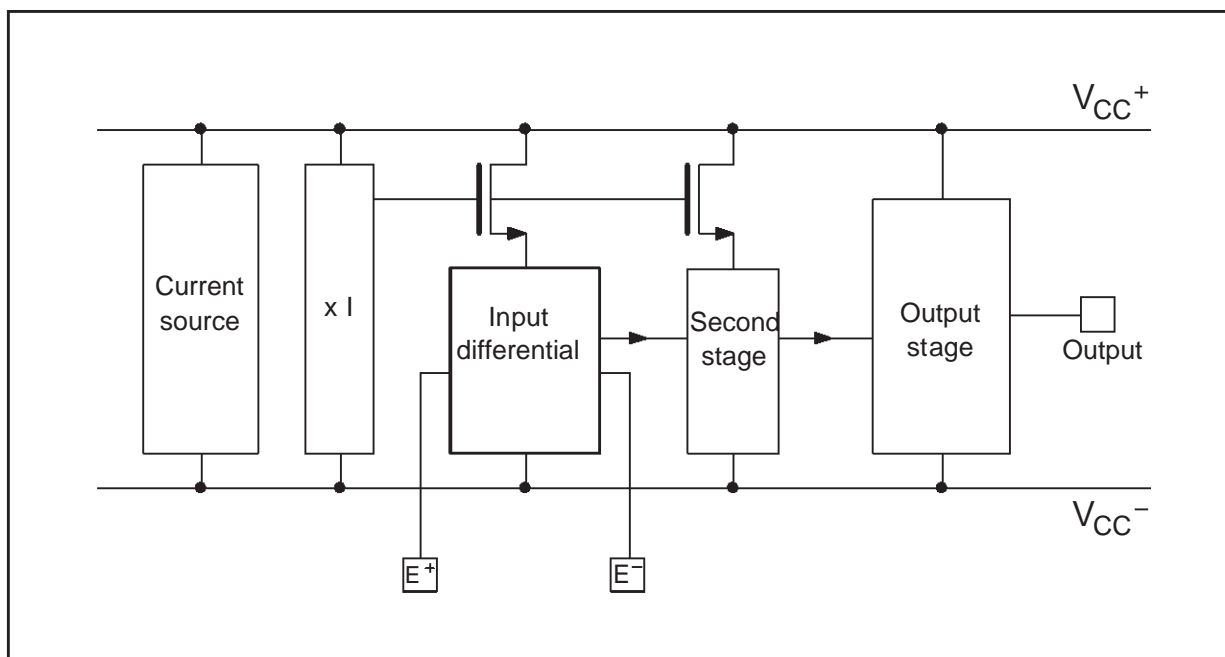 VCC+
Current
source
x I
Input
differential
Second
stage
Output
stage
Output
VCC−
E+
E−